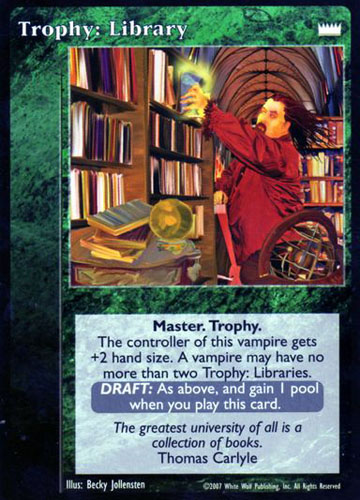 Trophy: Library
Master. Trophy.
The controller of this vampire gets
+2 hand size. A vampire may have no
more than two Trophy: Libraries.
DRAFT: As above, and gain 1 pool
when you play this card.
The greatest university of all is a
collection of books.
Thomas Carlyle
Illus: Becky Jollensten
©2007 White Wolf Publishing, Inc. All Rights Reserved